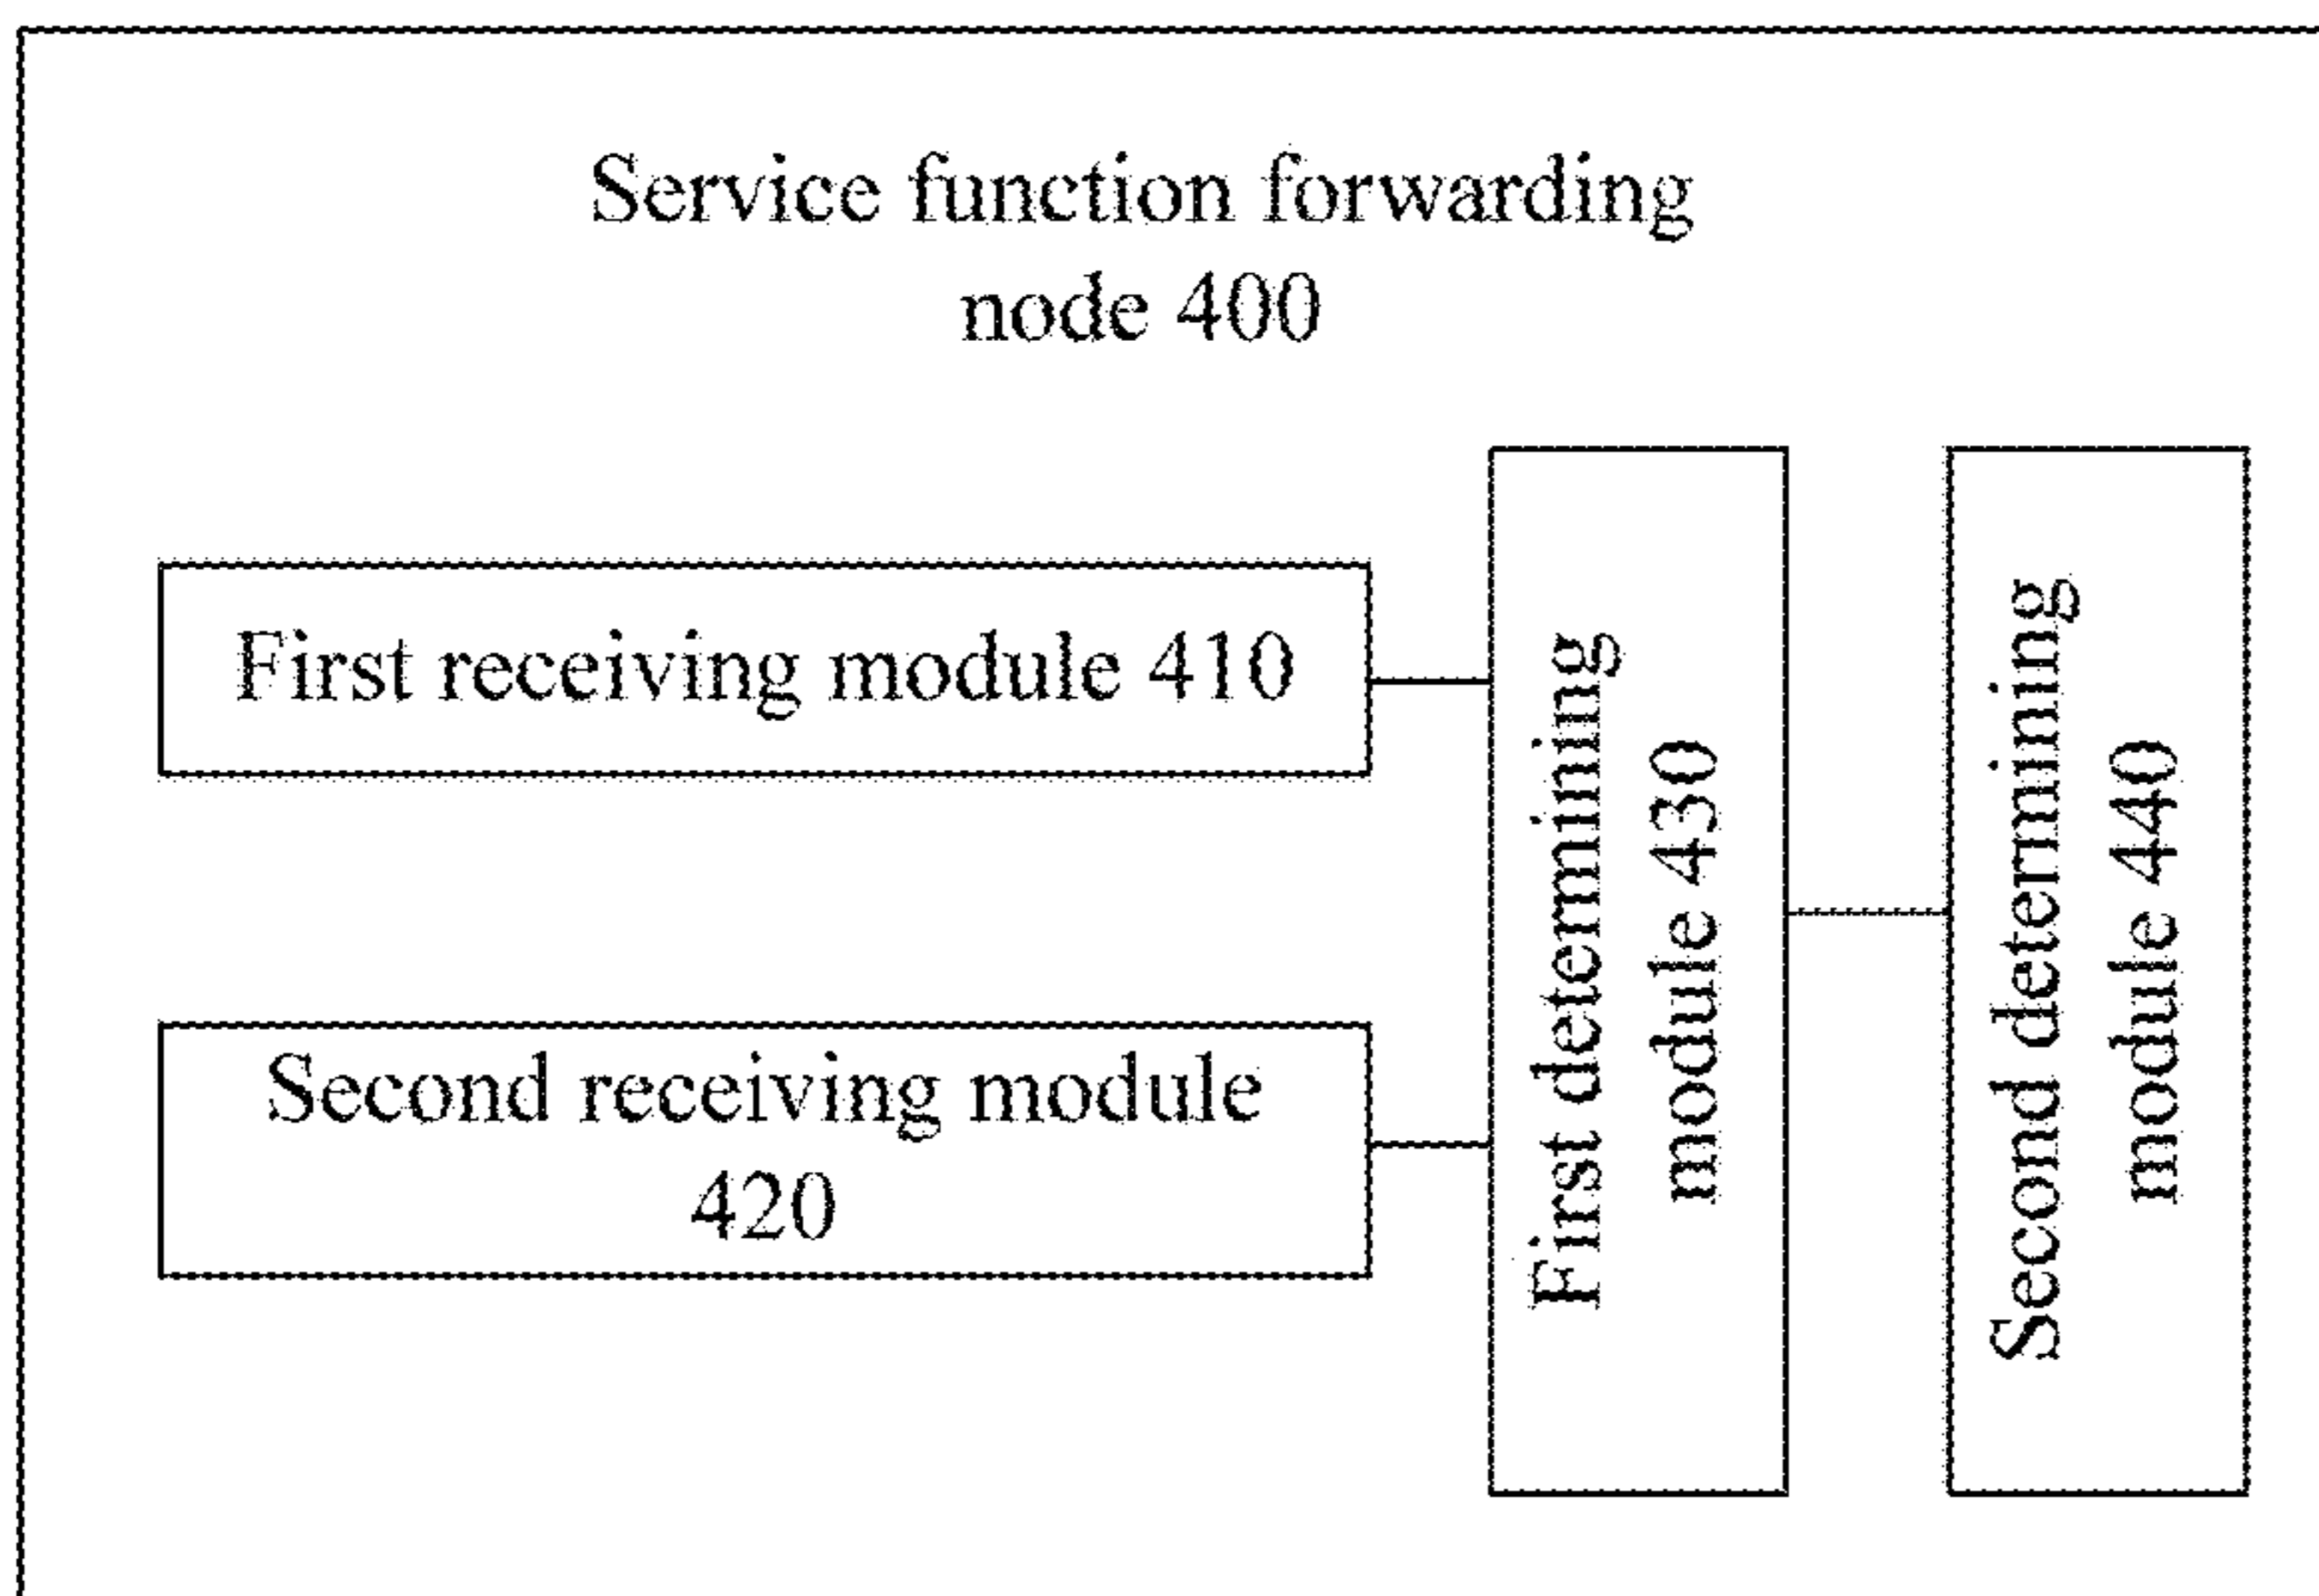 Service function forwarding
node 400
First receiving module 410
Second receiving module
420
First determining
module 430
Second determining
module 440